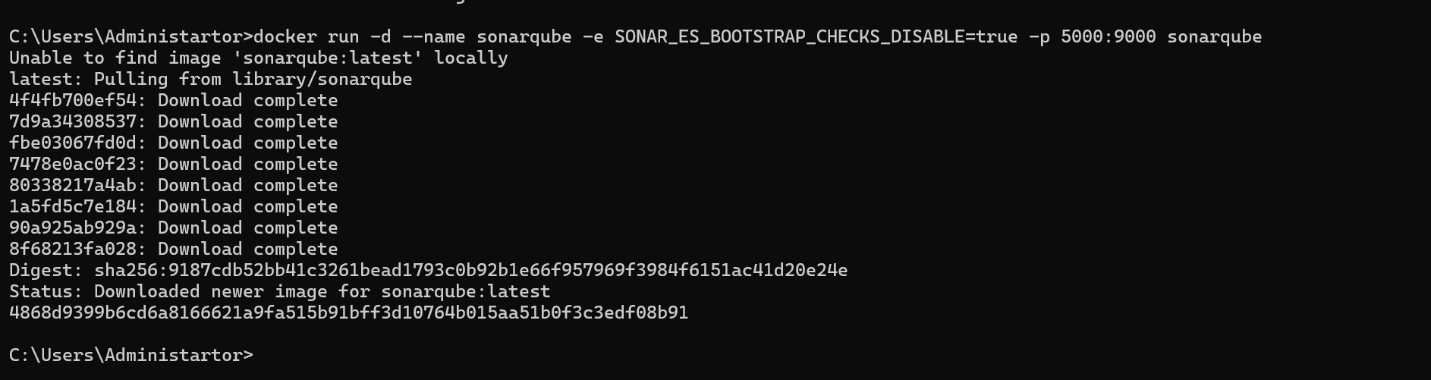 C:\Users\Administartor>docker run -d --name sonarqube -e SONAR_ES_BOOTSTRAP_CHECKS_DISABLE=true -p 5000:9000 sonarqube
Unable to find image 'sonarqube:latest' locally
latest: Pulling from library/sonarqube
4f4fb700ef54: Download complete
7d9a34308537: Download complete
fbe03067fd0d: Download complete
7478e0ac0f23: Download complete
80338217a4ab: Download complete
1a5fd5c7e184: Download complete
90a925ab929a: Download complete
8f68213fa028: Download complete
Digest: sha256:9187cdb52bb41c3261bead1793c0b92b1e66f957969f3984f6151ac41d20e24e
Status: Downloaded newer image for sonarqube:latest
4868d9399b6cd6a8166621a9fa515b91bff3d10764b015aa51b0f3c3edf08b91
C:\Users\Administartor>